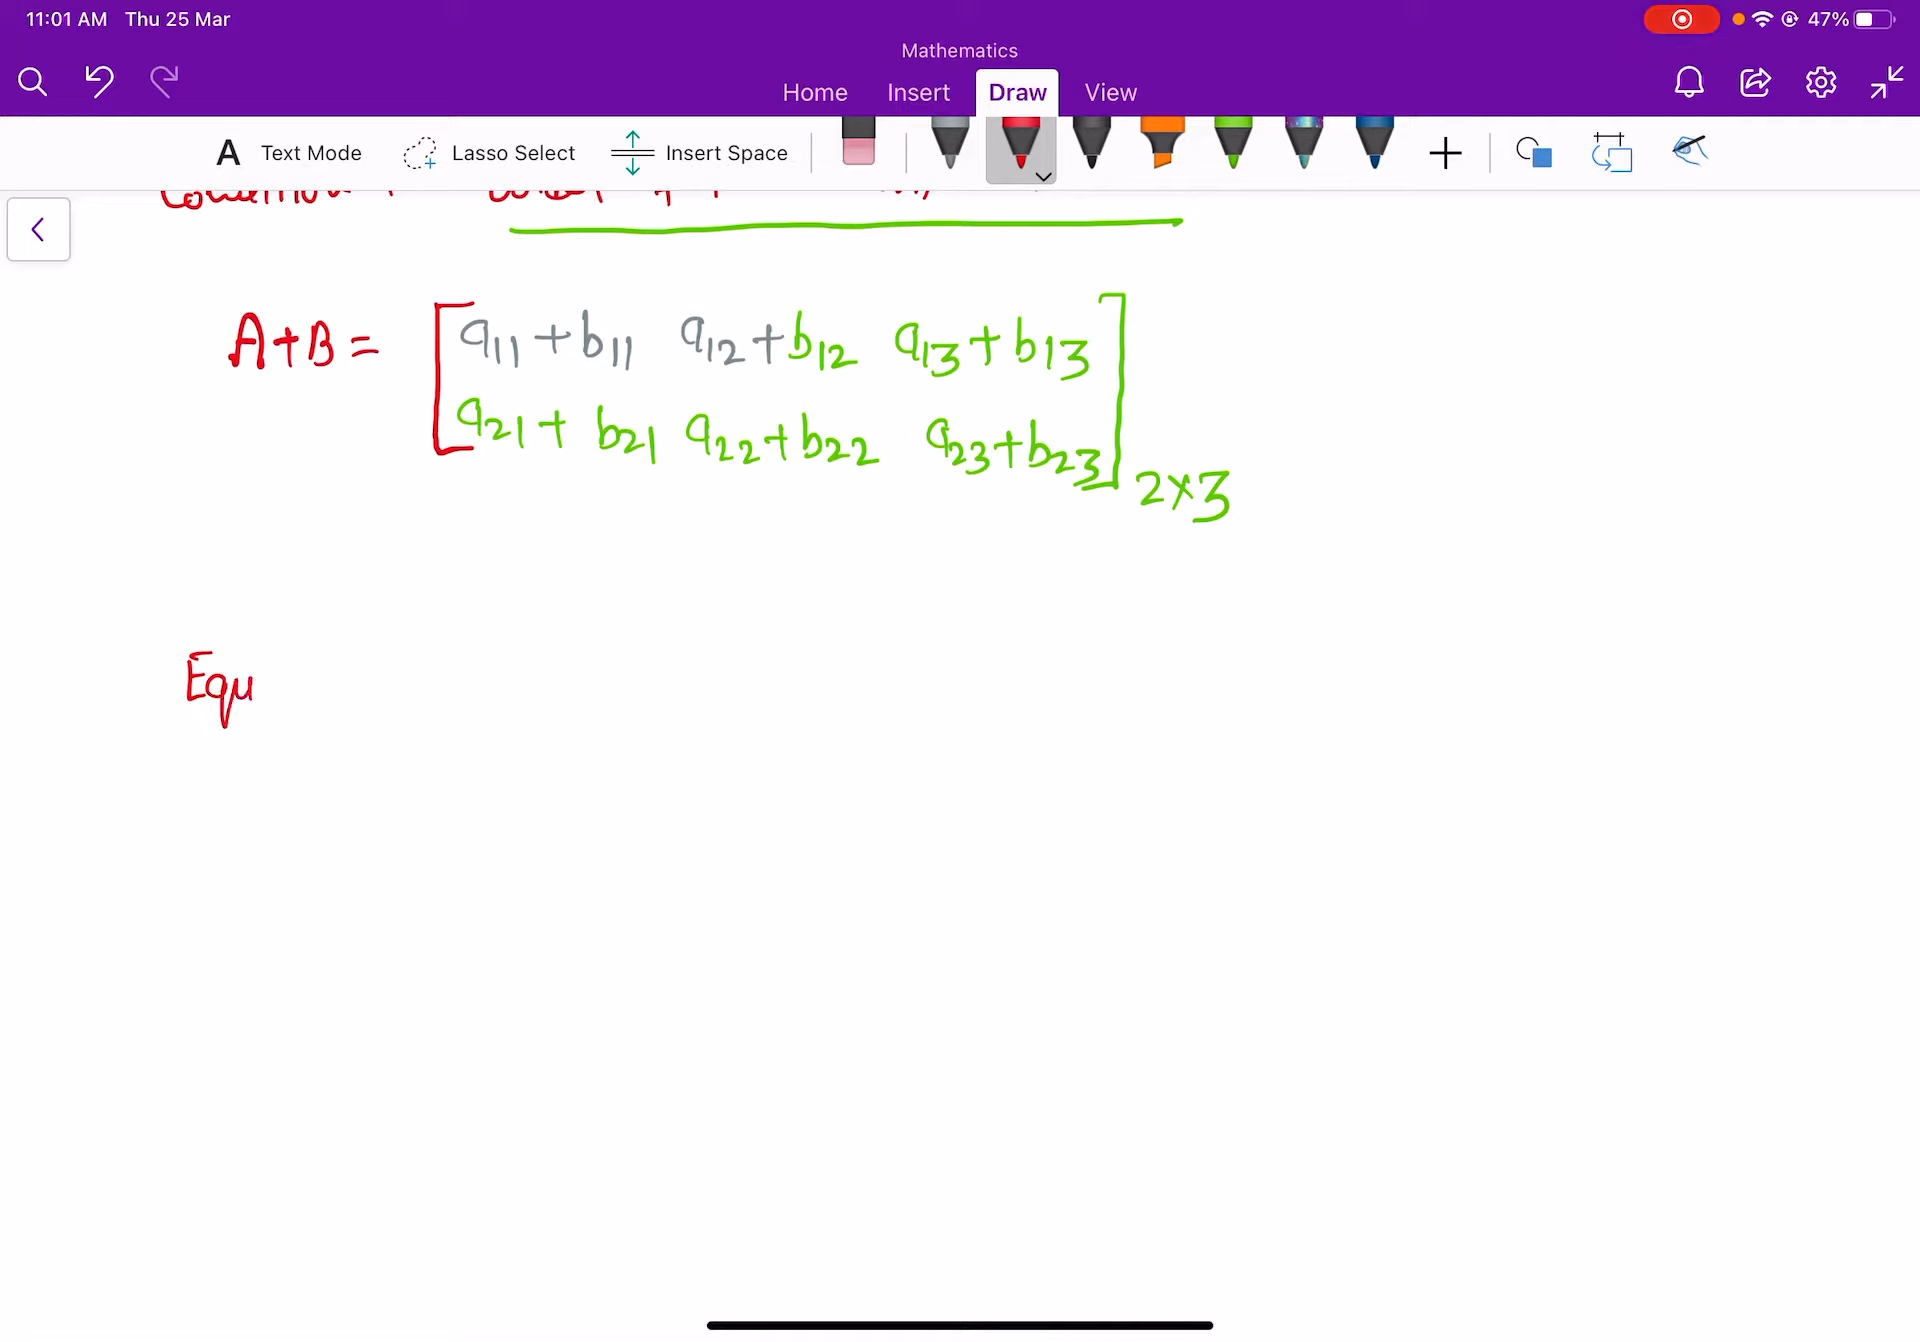 11:01 AM Thu 25 Mar
47%
Mathematics
Home Insert Draw View
A Text Mode Lasso Select Insert Space
A+B = [a11+b11 a12+b12 a13+b13
a21+b21 a22+b22 a23+b23] 2×3
Equ